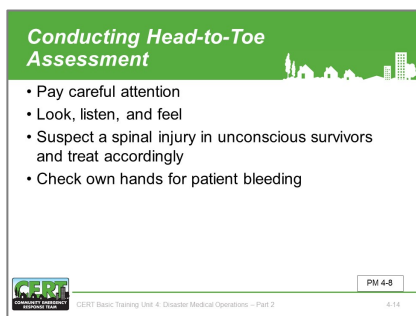 Conducting Head-to-Toe
Assessment
• Pay careful attention
• Look, listen, and feel
• Suspect a spinal injury in unconscious survivors
and treat accordingly
• Check own hands for patient bleeding
PM 4-8
CERT
COMMUNITY EMERGENCY
RESPONSE TEAM
CERT Basic Training Unit 4: Disaster Medical Operations – Part 2
4-14